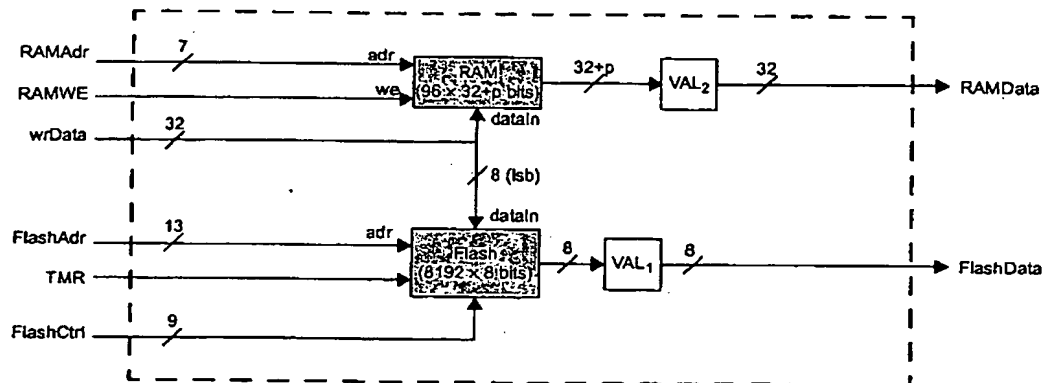 RAMAdr
7
adr
RAM
(96 x 32+p bits)
32+p
VAL2
32
RAMData
RAMWE
we
dataIn
wrData
32
8 (lsb)
dataIn
FlashAdr
13
adr
Flash
(8192 x 8 bits)
8
VAL1
8
FlashData
TMR
FlashCtrl
9